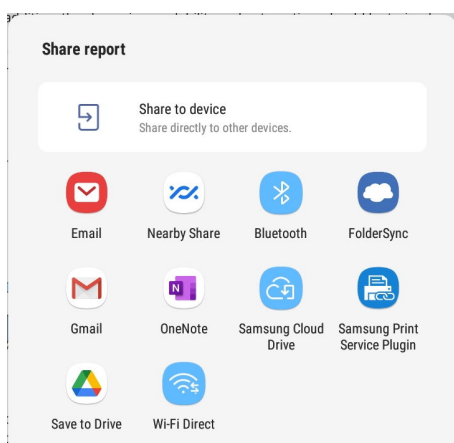 Share report
Share to device
Share directly to other devices.
Email
Nearby Share
Bluetooth
FolderSync
Gmail
N
OneNote
Samsung Cloud
Drive
Samsung Print
Service Plugin
Save to Drive
Wi-Fi Direct